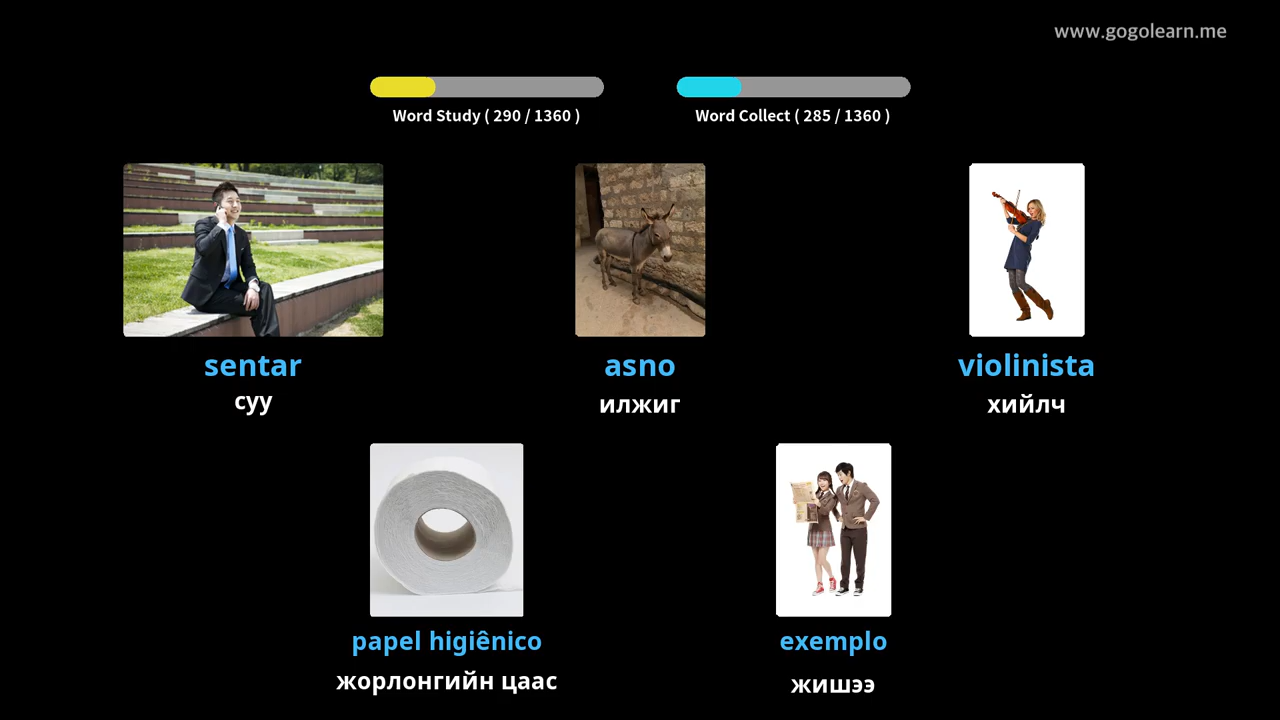 www.gogolearn.me
Word Study ( 290 / 1360 )
Word Collect ( 285 / 1360 )
sentar
суу
asno
илжиг
violinista
хийлч
papel higiênico
жорлонгийн цаас
exemplo
жишээ